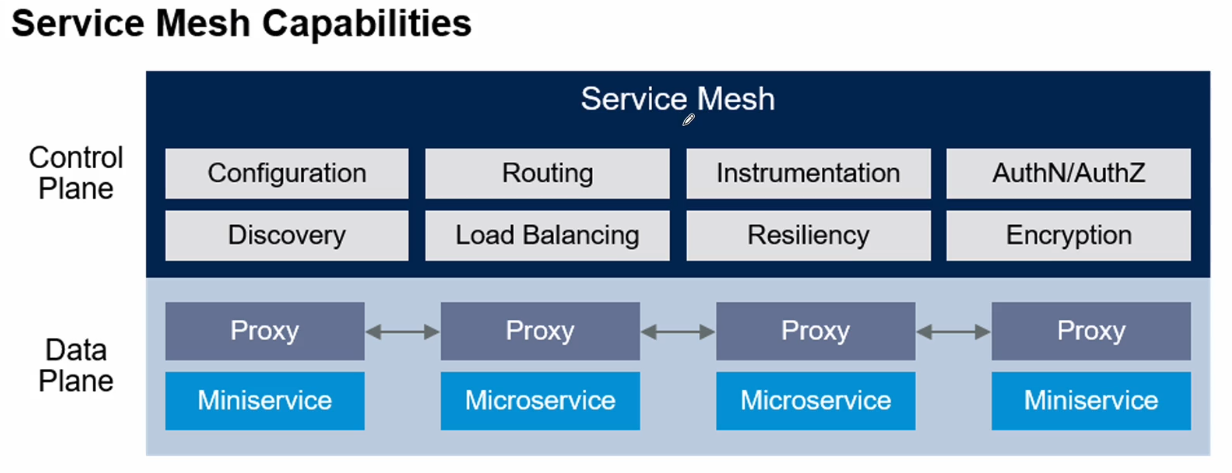 Service Mesh Capabilities
Service Mesh
Control
Plane
Configuration Routing Instrumentation AuthN/AuthZ
Discovery Load Balancing Resiliency Encryption
Data
Plane
Proxy Proxy Proxy Proxy
Miniservice Microservice Microservice Miniservice